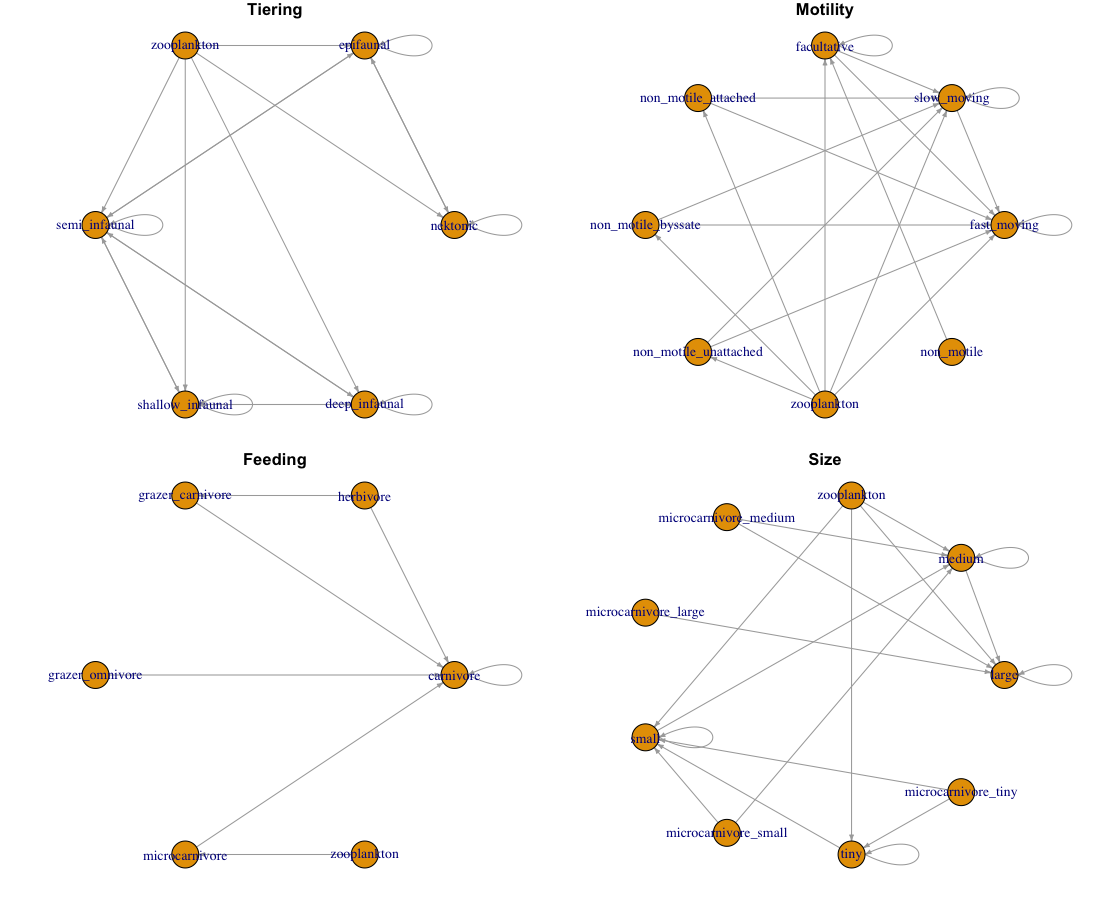 Tiering
zooplankton
epifaunal
semi_infaunal
nektonic
shallow_infaunal
deep_infaunal
Motility
facultative
non_motile_attached
slow_moving
non_motile_byssate
fast_moving
non_motile_unattached
non_motile
zooplankton
Feeding
grazer_carnivore
herbivore
grazer_omnivore
carnivore
microcarnivore
zooplankton
Size
zooplankton
microcarnivore_medium
medium
microcarnivore_large
large
small
microcarnivore_tiny
microcarnivore_small
tiny